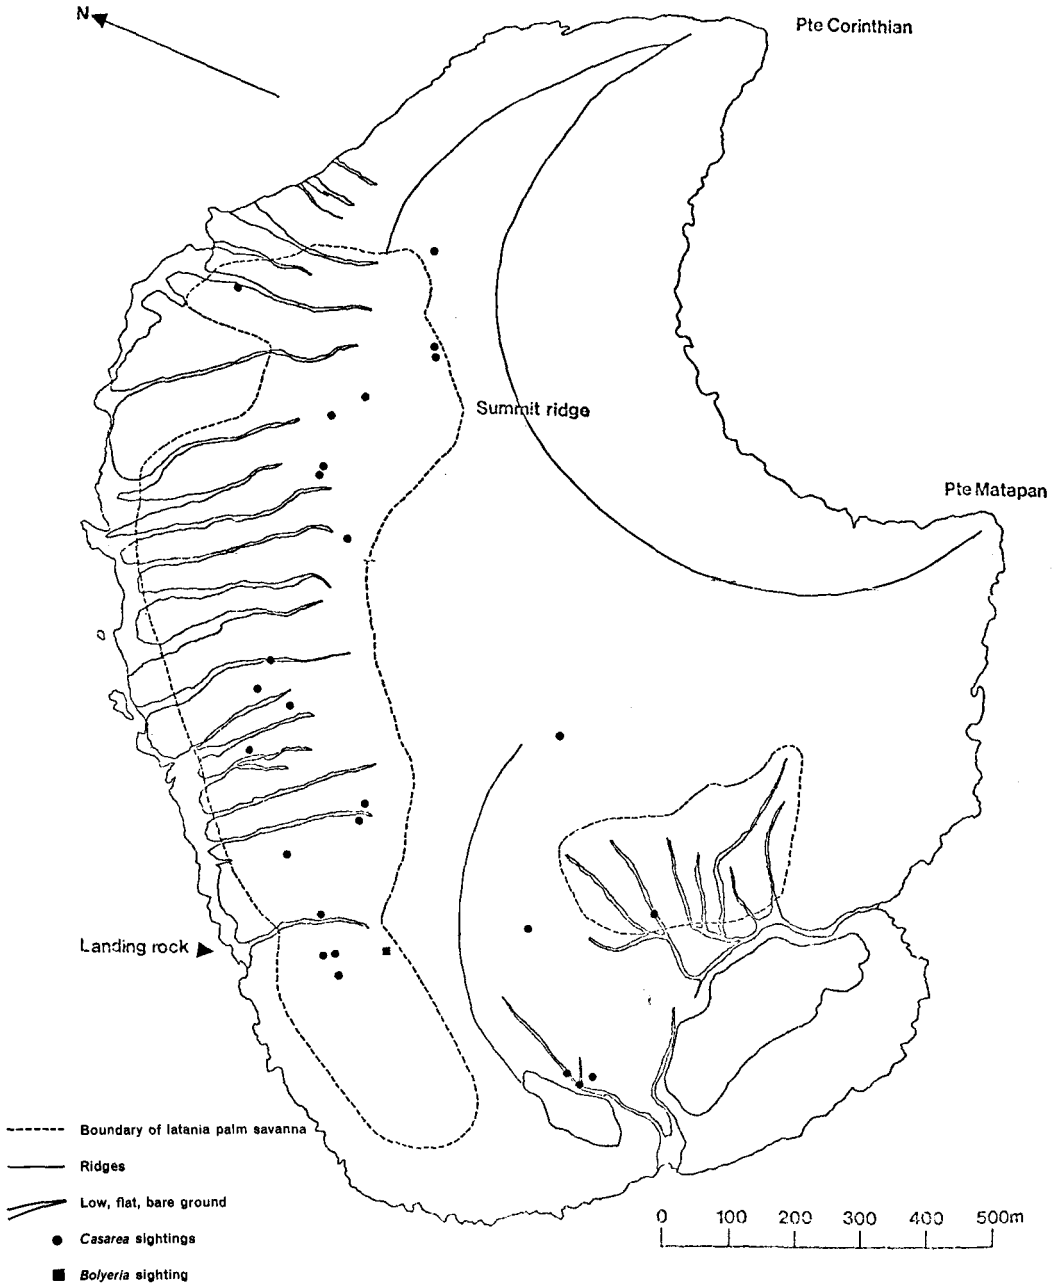 N
Pte Corinthian
Summit ridge
Pte Matapan
Landing rock
Boundary of latania palm savanna
Ridges
Low, flat, bare ground
Casarea sightings
Bolyeria sighting
0 100 200 300 400 500m